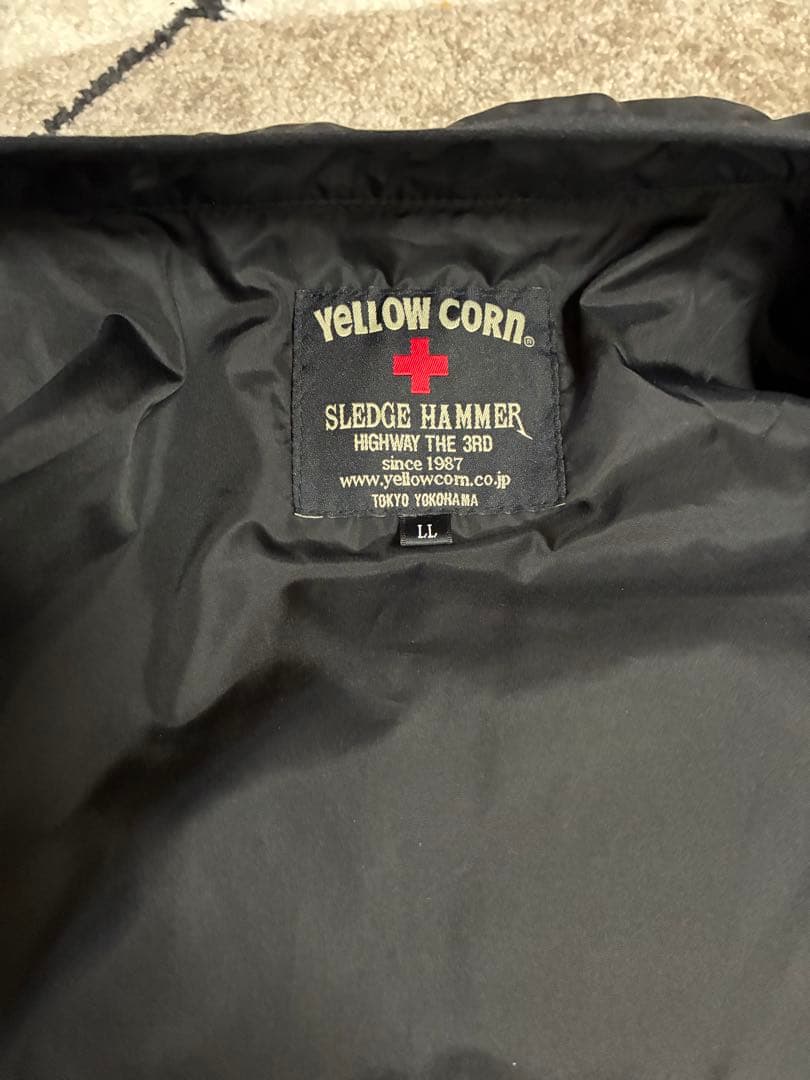 YeLLOW CORn®
SLEDGE HAMMER
HIGHWAY THE 3RD
since 1987
www.yellowcorn.co.jp
TOKYO YOKOHAMA
LL